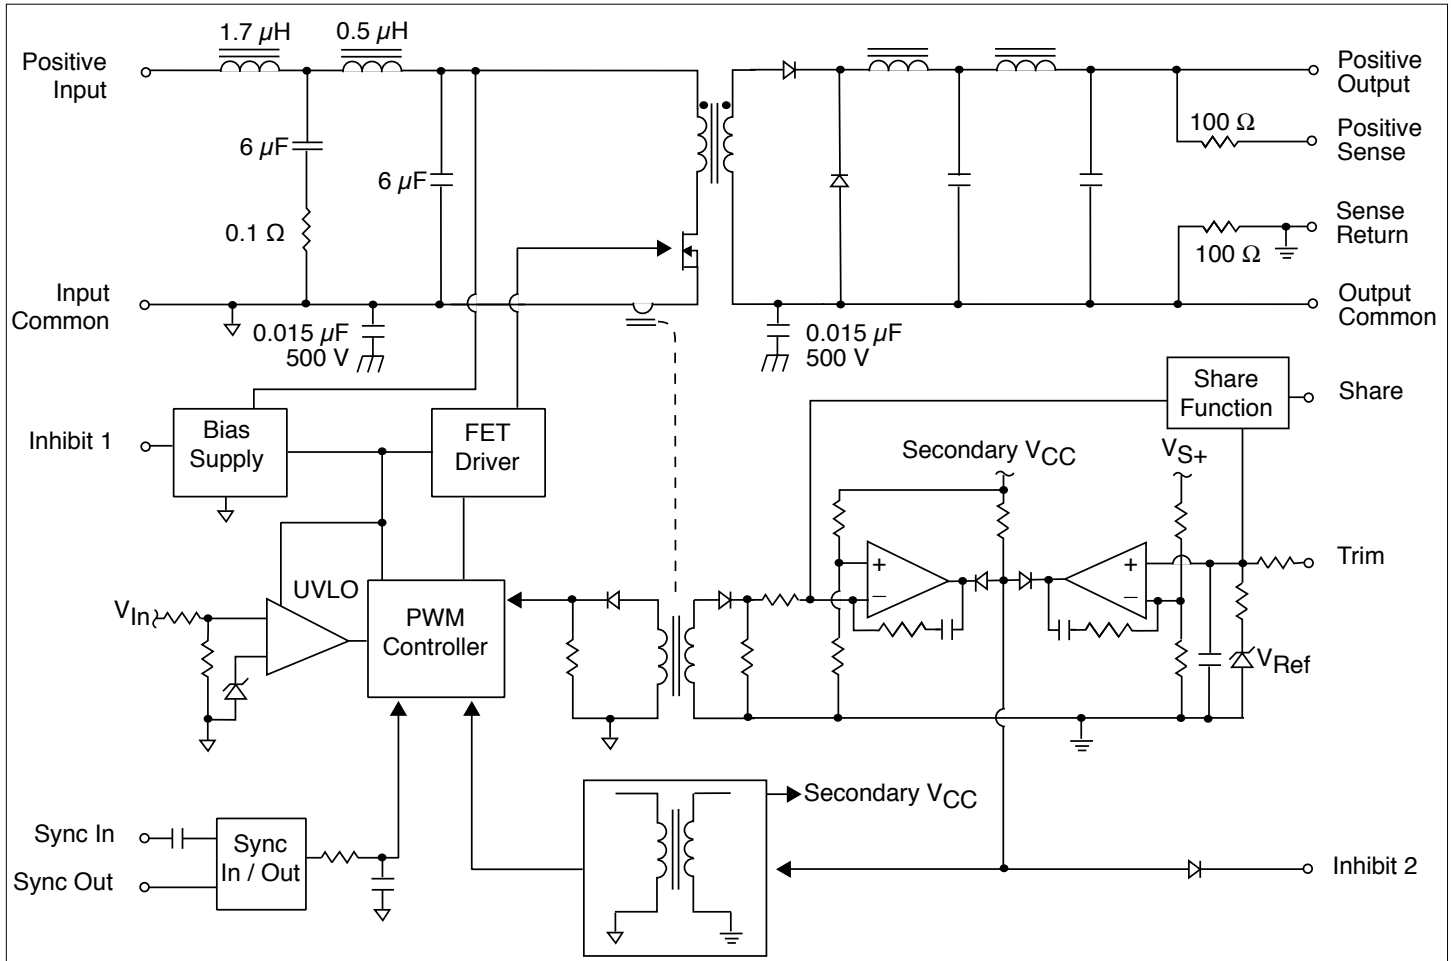 1.7 µH
0.5 µH
Positive
Input
6 µF
6 µF
0.1 Ω
Input
Common
0.015 µF
500 V
Positive
Output
100 Ω
Positive
Sense
Sense
Return
100 Ω
Output
Common
0.015 µF
500 V
Inhibit 1
Bias
Supply
FET
Driver
Share
Function
Share
Secondary VCC
VS+
+
–
+
–
Trim
VRef
UVLO
VIn
PWM
Controller
Sync In
Sync Out
Sync
In / Out
Secondary VCC
Inhibit 2